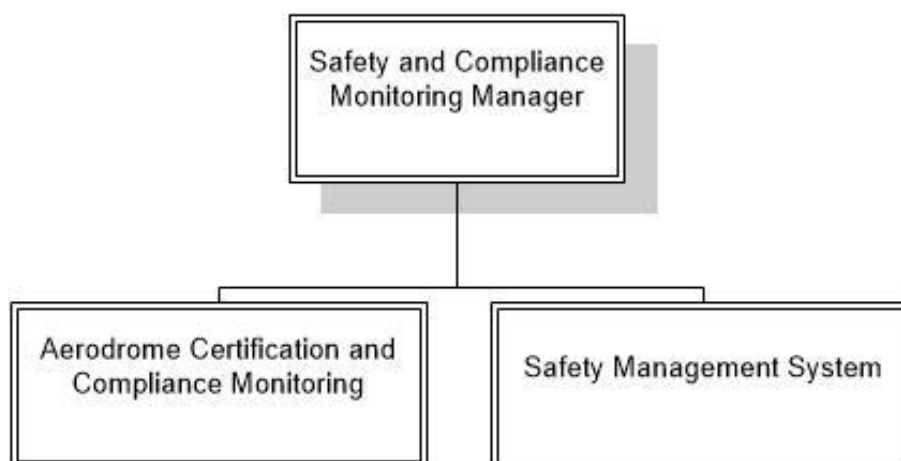 Safety and Compliance
Monitoring Manager
Aerodrome Certification and
Compliance Monitoring
Safety Management System